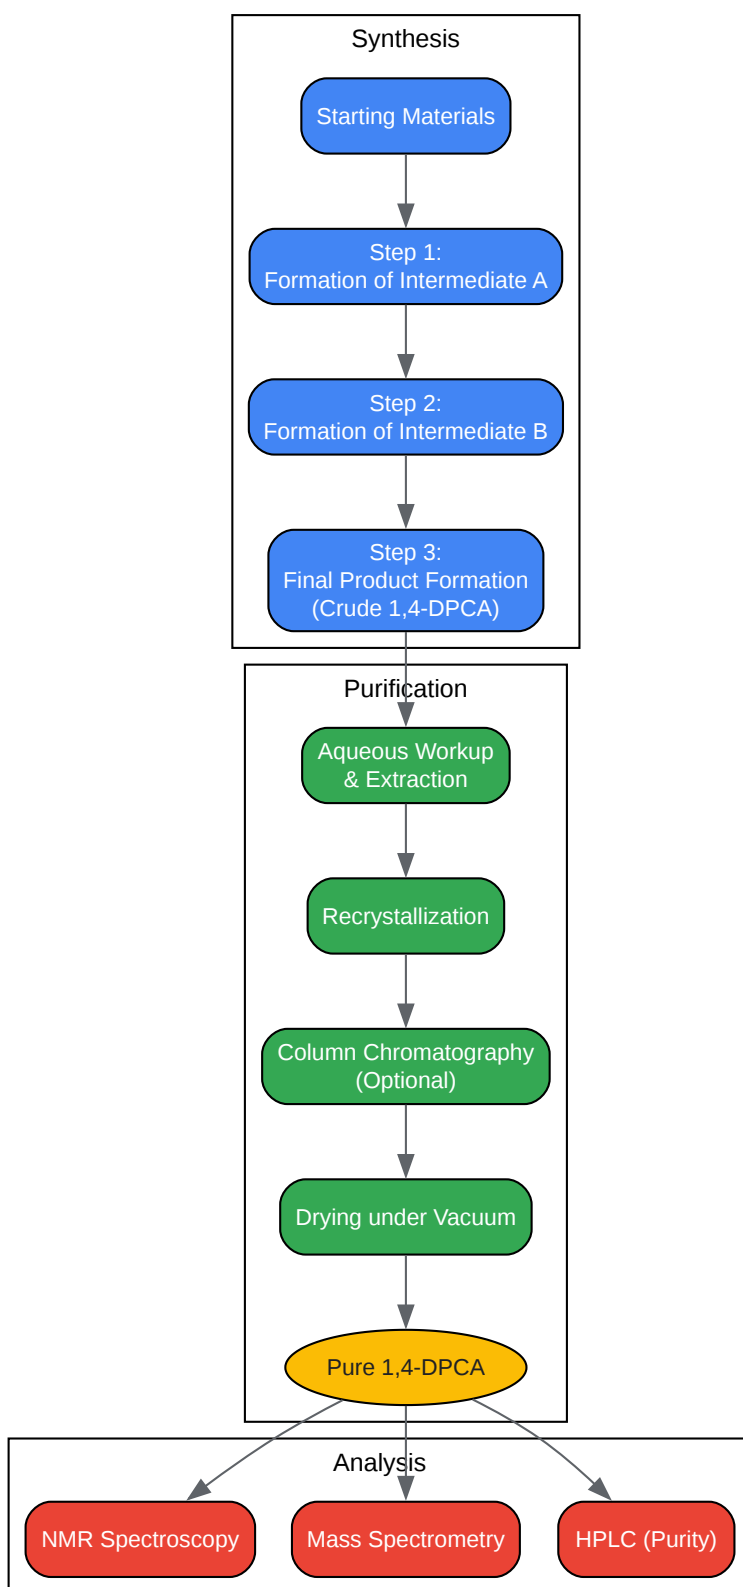 Synthesis
Starting Materials
Step 1:
Formation of Intermediate A
Step 2:
Formation of Intermediate B
Step 3:
Final Product Formation
(Crude 1,4-DPCA)
Purification
Aqueous Workup
& Extraction
Recrystallization
Column Chromatography
(Optional)
Drying under Vacuum
Pure 1,4-DPCA
Analysis
NMR Spectroscopy
Mass Spectrometry
HPLC (Purity)